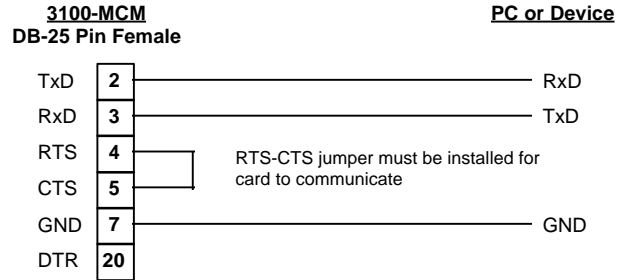 3100-MCM PC or Device
DB-25 Pin Female
TxD 2 RxD
RxD 3 TxD
RTS 4
RTS-CTS jumper must be installed for
card to communicate
CTS 5
GND 7 GND
DTR 20